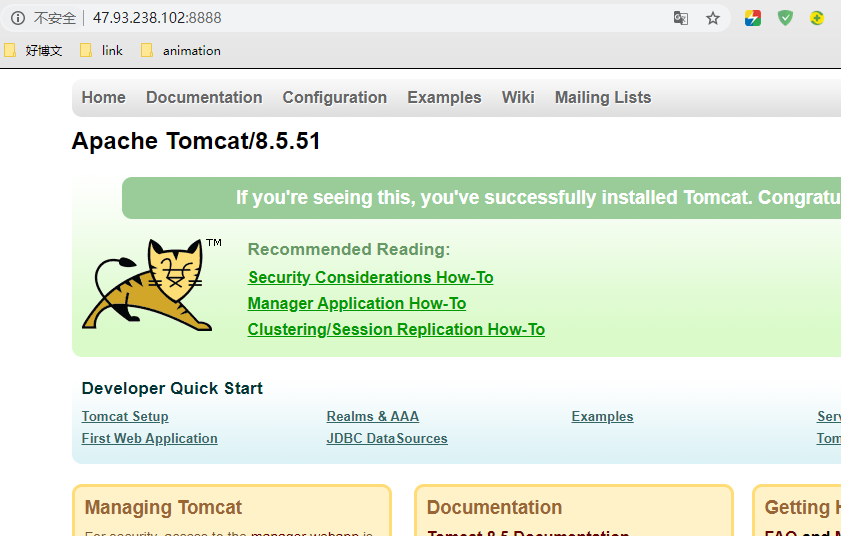 不安全 47.93.238.102:8888
好博文 link animation
Home Documentation Configuration Examples Wiki Mailing Lists
Apache Tomcat/8.5.51
If you're seeing this, you've successfully installed Tomcat. Congratu
TM
Recommended Reading:
Security Considerations How-To
Manager Application How-To
Clustering/Session Replication How-To
Developer Quick Start
Tomcat Setup Realms & AAA Examples Serv
First Web Application JDBC DataSources Tom
Managing Tomcat Documentation Getting H
For security, access to the manager webapp is Tomcat 8.5 Documentation FAQ and M